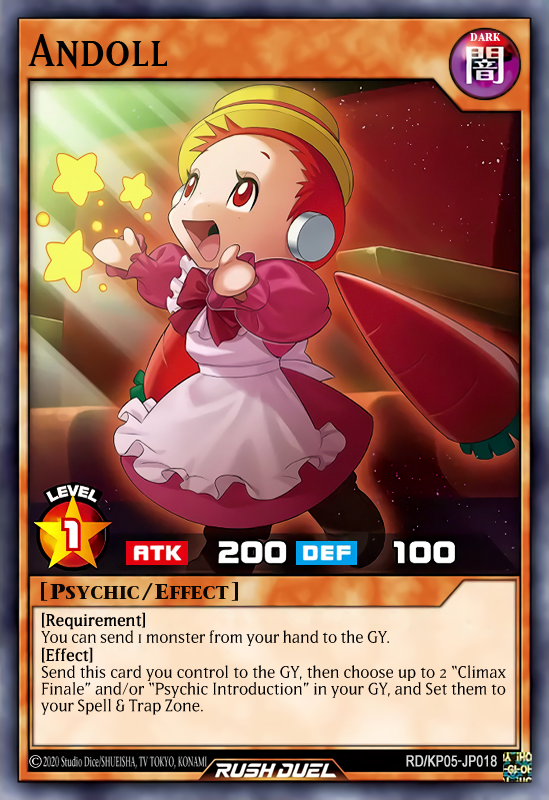 ANDOLL
DARK
闇
LEVEL
1
ATK 200 DEF 100
[PSYCHIC/EFFECT]
[Requirement]
You can send 1 monster from your hand to the GY.
[Effect]
Send this card you control to the GY, then choose up to 2 “Climax
Finale” and/or “Psychic Introduction” in your GY, and Set them to
your Spell & Trap Zone.
©2020 Studio Dice/SHUEISHA, TV TOKYO, KONAMI
RUSH DUEL
RD/KP05-JP018